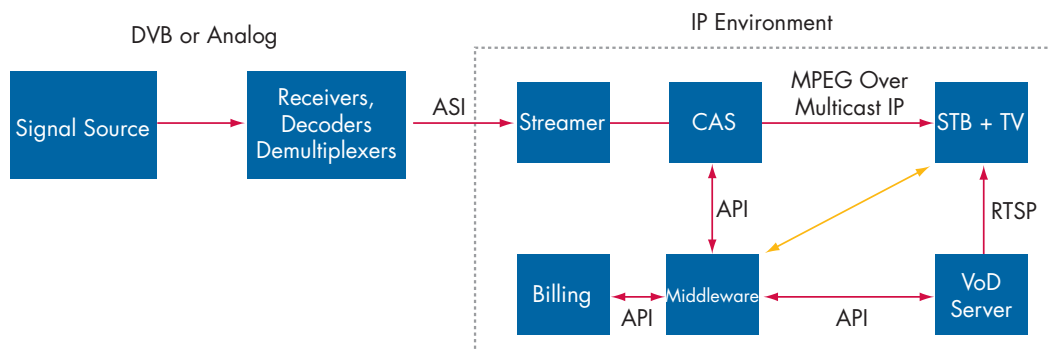 DVB or Analog
IP Environment
Signal Source
Receivers,
Decoders
Demultiplexers
ASI
Streamer
CAS
MPEG Over
Multicast IP
STB + TV
API
RTSP
Billing
API
Middleware
API
VoD
Server